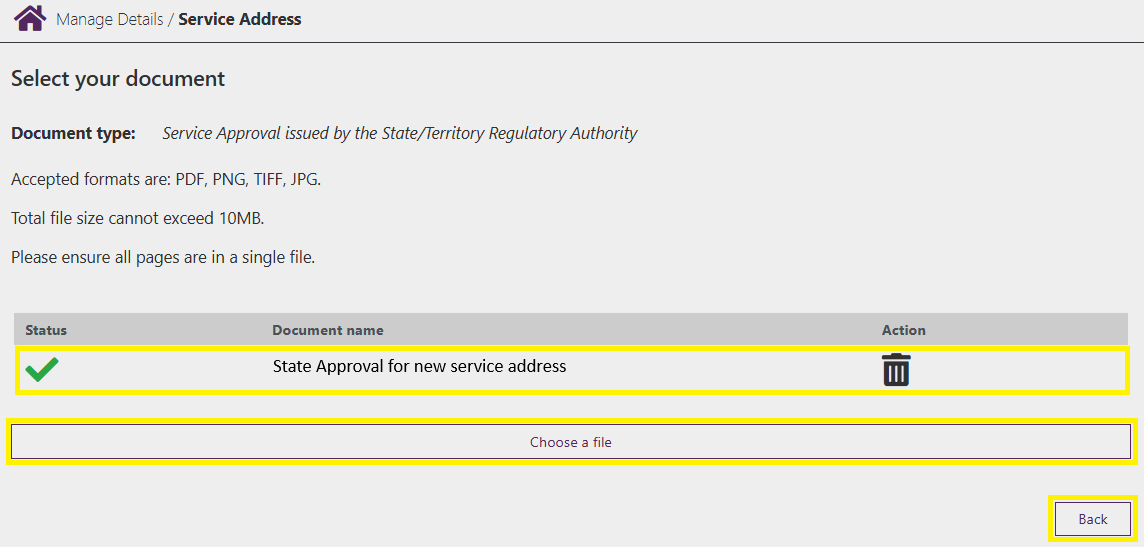 Manage Details / Service Address
Select your document
Document type: Service Approval issued by the State/Territory Regulatory Authority
Accepted formats are: PDF, PNG, TIFF, JPG.
Total file size cannot exceed 10MB.
Please ensure all pages are in a single file.
Status Document name Action
State Approval for new service address
Choose a file
Back